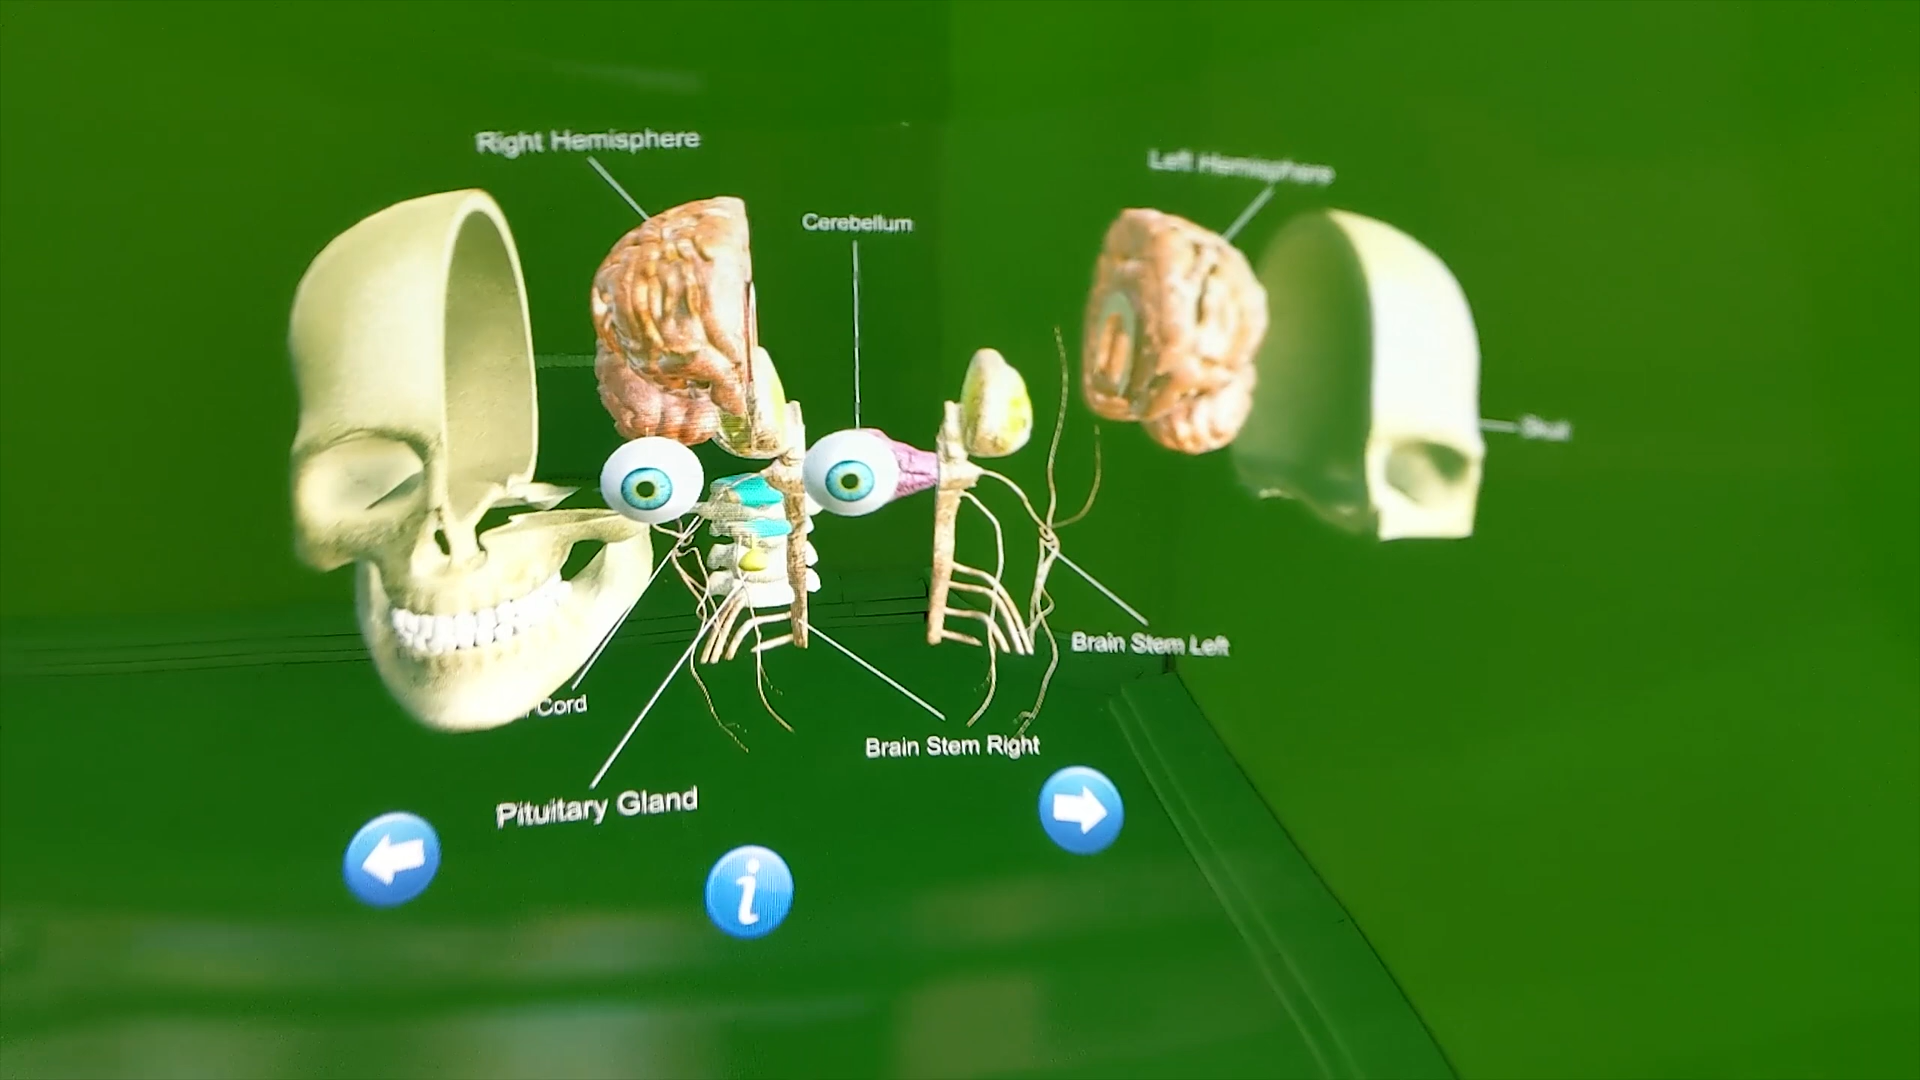 Right Hemisphere
Left Hemisphere
Cerebellum
Skull
Brain Stem Left
Cord
Brain Stem Right
Pituitary Gland
i